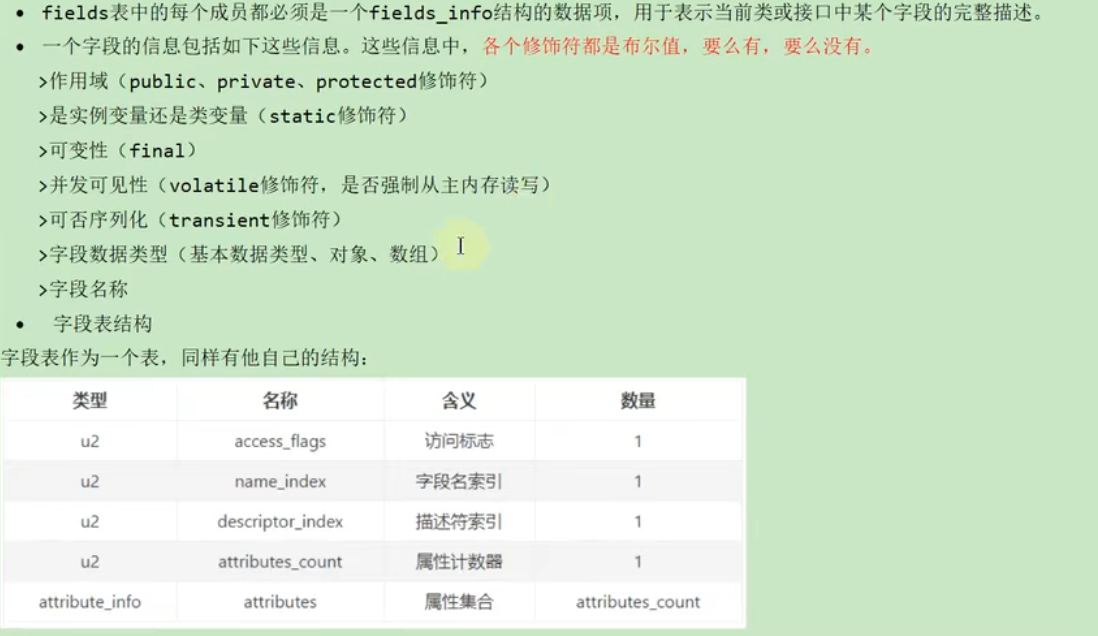 • fields表中的每个成员都必须是一个fields_info结构的数据项，用于表示当前类或接口中某个字段的完整描述。
• 一个字段的信息包括如下这些信息。这些信息中，各个修饰符都是布尔值，要么有，要么没有。
>作用域（public、private、protected修饰符）
>是实例变量还是类变量（static修饰符）
>可变性（final）
>并发可见性（volatile修饰符，是否强制从主内存读写）
>可否序列化（transient修饰符）
>字段数据类型（基本数据类型、对象、数组）
>字段名称
• 字段表结构
字段表作为一个表，同样有他自己的结构：
类型 名称 含义 数量
u2 access_flags 访问标志 1
u2 name_index 字段名索引 1
u2 descriptor_index 描述符索引 1
u2 attributes_count 属性计数器 1
attribute_info attributes 属性集合 attributes_count